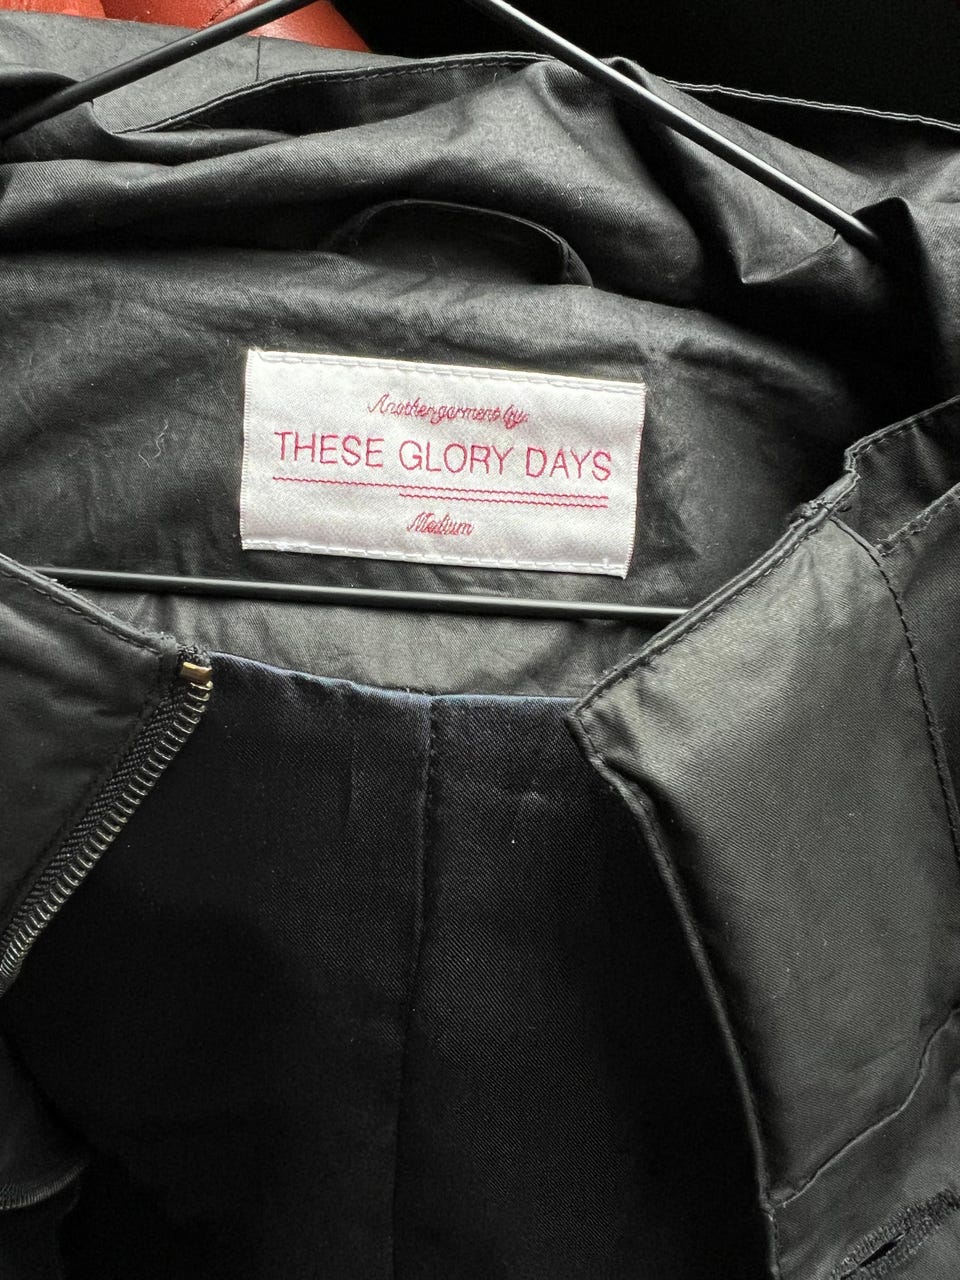 Another garment by:
THESE GLORY DAYS
Medium